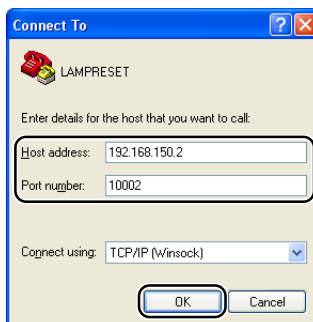 Connect To
LAMPRESET
Enter details for the host that you want to call:
Host address: 192.168.150.2
Port number: 10002
Connect using: TCP/IP (Winsock)
OK Cancel